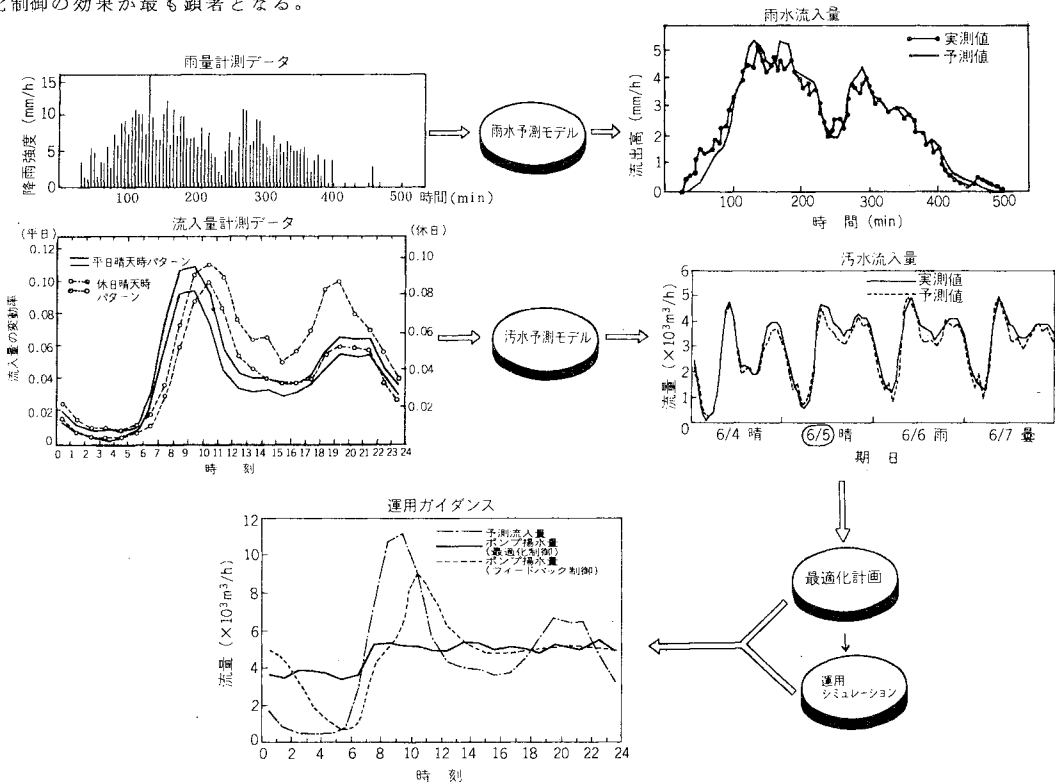 化制御の効果が最も顕著となる。
雨量計測データ
降雨強度 (mm/h)
15
10
5
0
100 200 300 400 500 時間(min)
雨水予測モデル
雨水流入量
実測値
予測値
流出高 (mm/h)
5
4
3
2
1
0
100 200 300 400 500
時 間 (min)
流入量計測データ
(平日)
(休日)
平日晴天時パターン
休日晴天時
パターン
流入量の変動率
0.12
0.10
0.08
0.06
0.04
0.02
0
0.10
0.08
0.06
0.04
0.02
0 1 2 3 4 5 6 7 8 9 10 11 12 13 14 15 16 17 18 19 20 21 22 23 24
時 刻
汚水予測モデル
汚水流入量
実測値
予測値
流量 (×10³m³/h)
6
5
4
3
2
1
0
6/4 晴 6/5 晴 6/6 雨 6/7 曇
期 日
最適化計画
運用
シミュレーション
運用ガイダンス
予測流入量
ポンプ揚水量
(最適化制御)
ポンプ揚水量
(フィードバック制御)
流量 (×10³m³/h)
12
10
8
6
4
2
0
0 2 4 6 8 10 12 14 16 18 20 22 24
時 刻